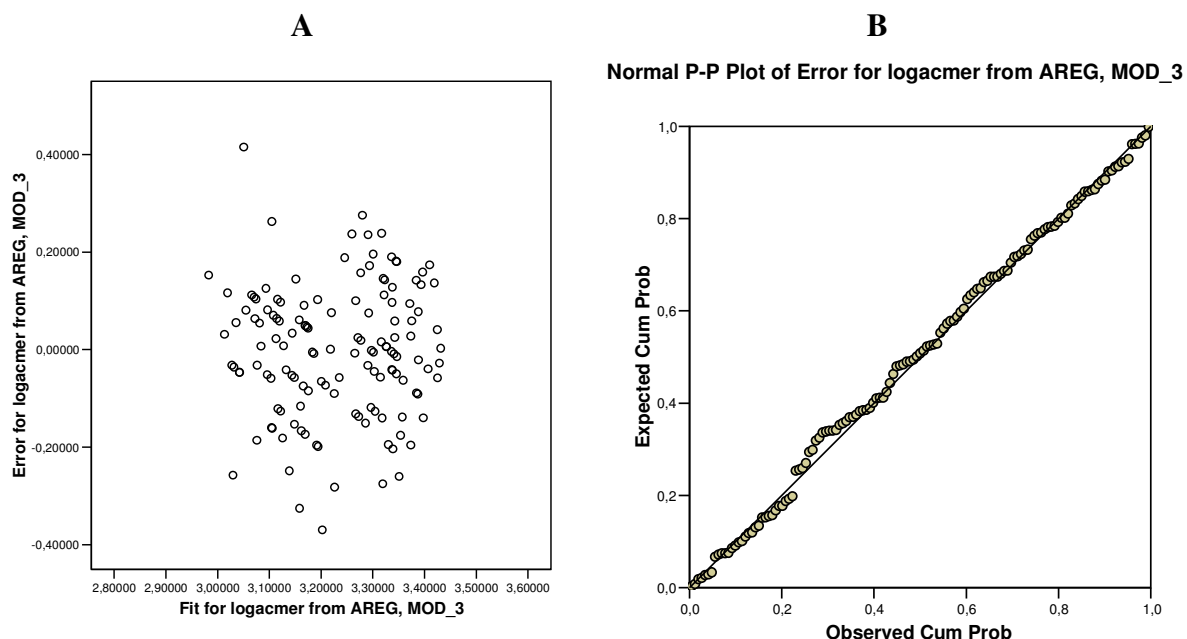 A
0,40000
0,20000
0,00000
-0,20000
-0,40000
Error for logacmer from AREG, MOD_3
2,80000 2,90000 3,00000 3,10000 3,20000 3,30000 3,40000 3,50000 3,60000
Fit for logacmer from AREG, MOD_3
B
Normal P-P Plot of Error for logacmer from AREG, MOD_3
1,0
0,8
0,6
0,4
0,2
0,0
Expected Cum Prob
0,0 0,2 0,4 0,6 0,8 1,0
Observed Cum Prob